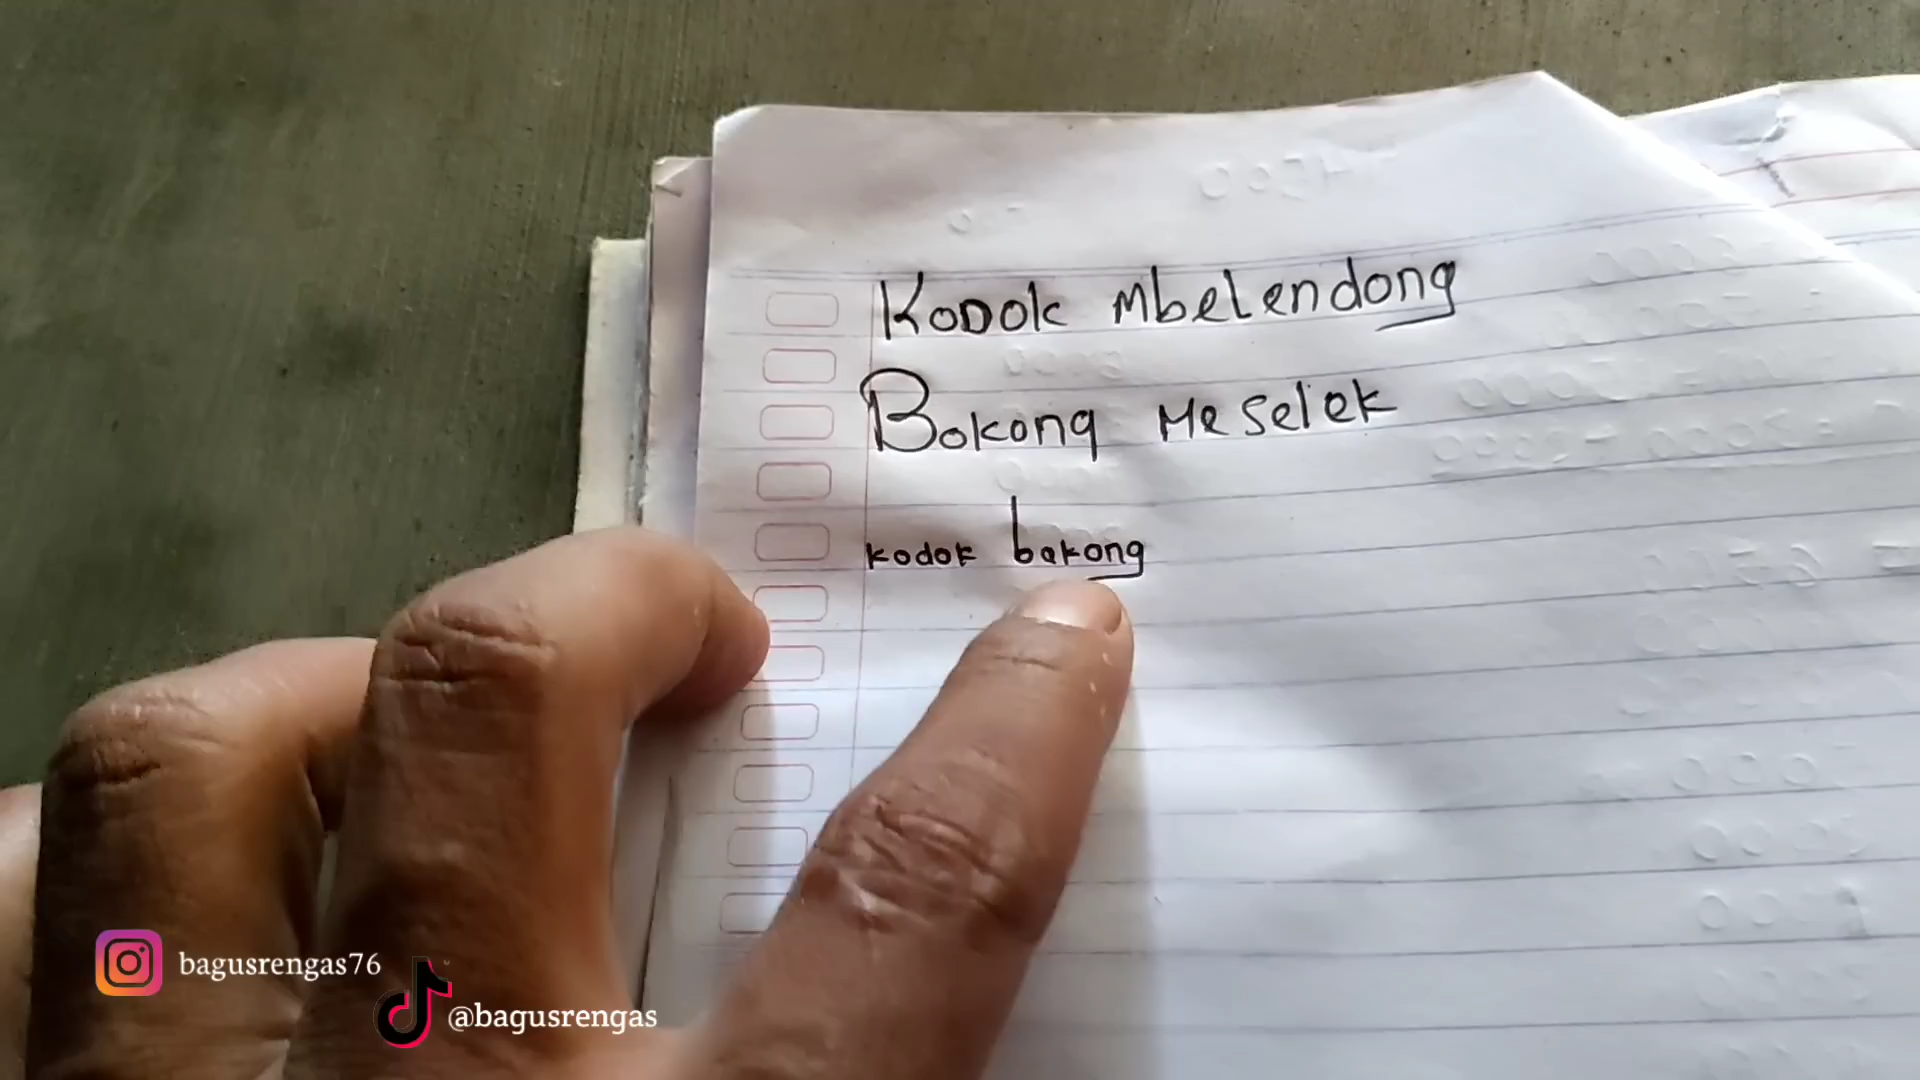 Kodok Mbelendong
Bokong Meselek
kodok bokong
bagusrengas76
@bagusrengas